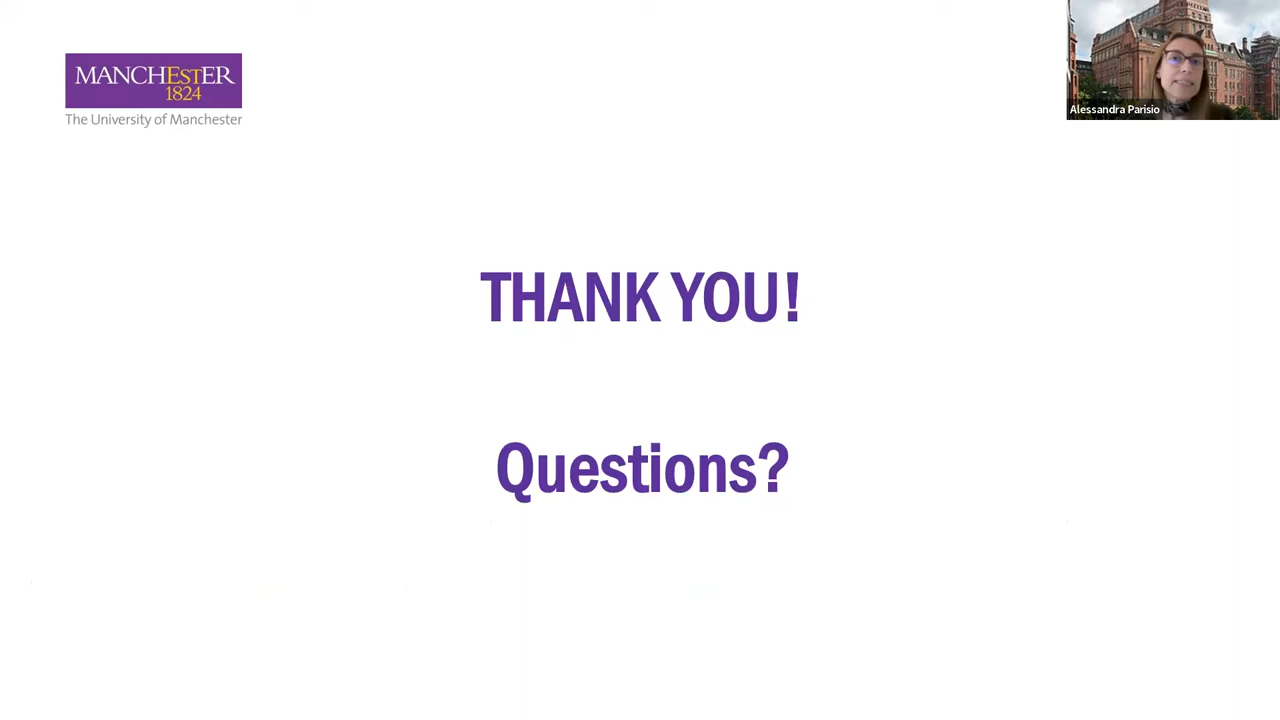 MANCHESTER
1824
The University of Manchester
Alessandra Parisio
THANK YOU!
Questions?